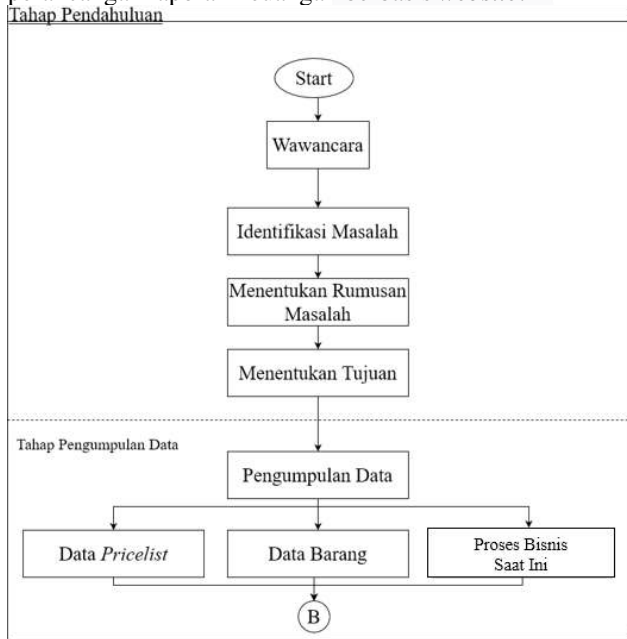 Tahap Pendahuluan
Start
Wawancara
Identifikasi Masalah
Menentukan Rumusan
Masalah
Menentukan Tujuan
Tahap Pengumpulan Data
Pengumpulan Data
Data Pricelist
Data Barang
Proses Bisnis
Saat Ini
B